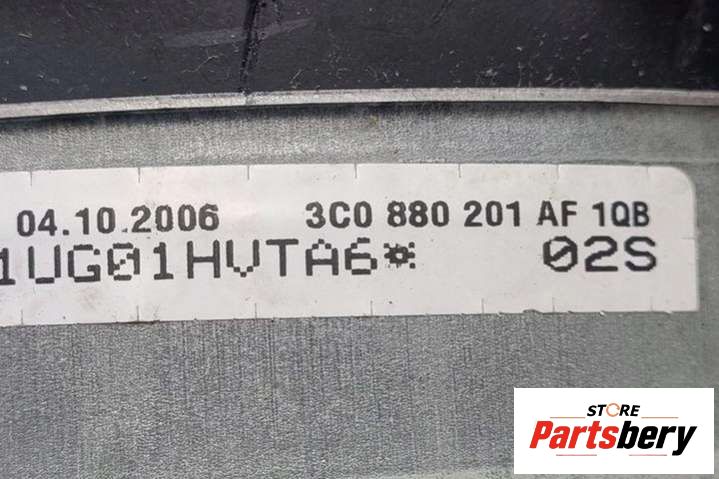 04.10.2006 3C0 880 201 AF 1QB
1UG01HVTA6* 02S
STORE
Partsbery